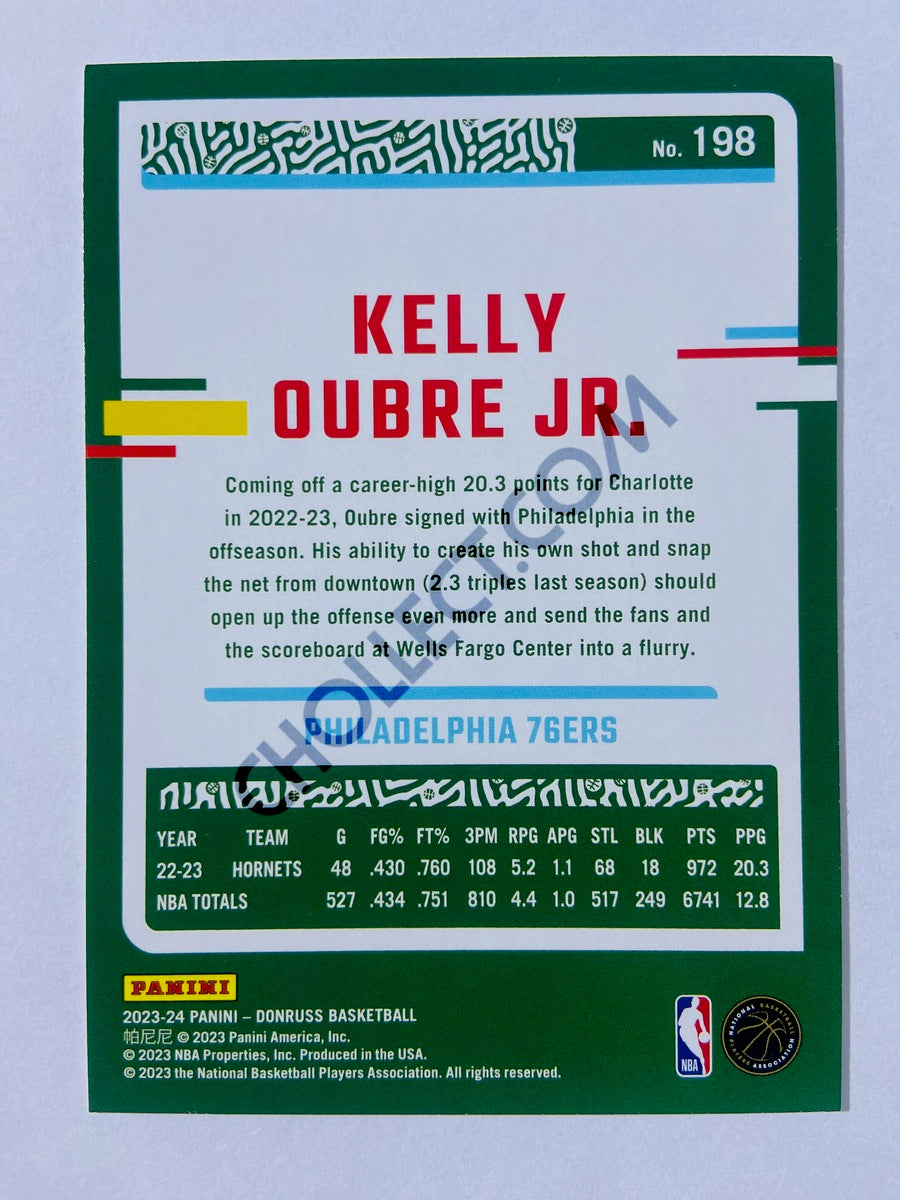 No. 198
KELLY
OUBRE JR.
Coming off a career-high 20.3 points for Charlotte
in 2022-23, Oubre signed with Philadelphia in the
offseason. His ability to create his own shot and snap
the net from downtown (2.3 triples last season) should
open up the offense even more and send the fans and
the scoreboard at Wells Fargo Center into a flurry.
CHOLLECT.COM
PHILADELPHIA 76ERS
YEAR TEAM G FG% FT% 3PM RPG APG STL BLK PTS PPG
22-23 HORNETS 48 .430 .760 108 5.2 1.1 68 18 972 20.3
NBA TOTALS 527 .434 .751 810 4.4 1.0 517 249 6741 12.8
PANINI
2023-24 PANINI – DONRUSS BASKETBALL
帕尼尼 © 2023 Panini America, Inc.
© 2023 NBA Properties, Inc. Produced in the USA.
© 2023 the National Basketball Players Association. All rights reserved.
NBA
NATIONAL BASKETBALL PLAYERS ASSOCIATION